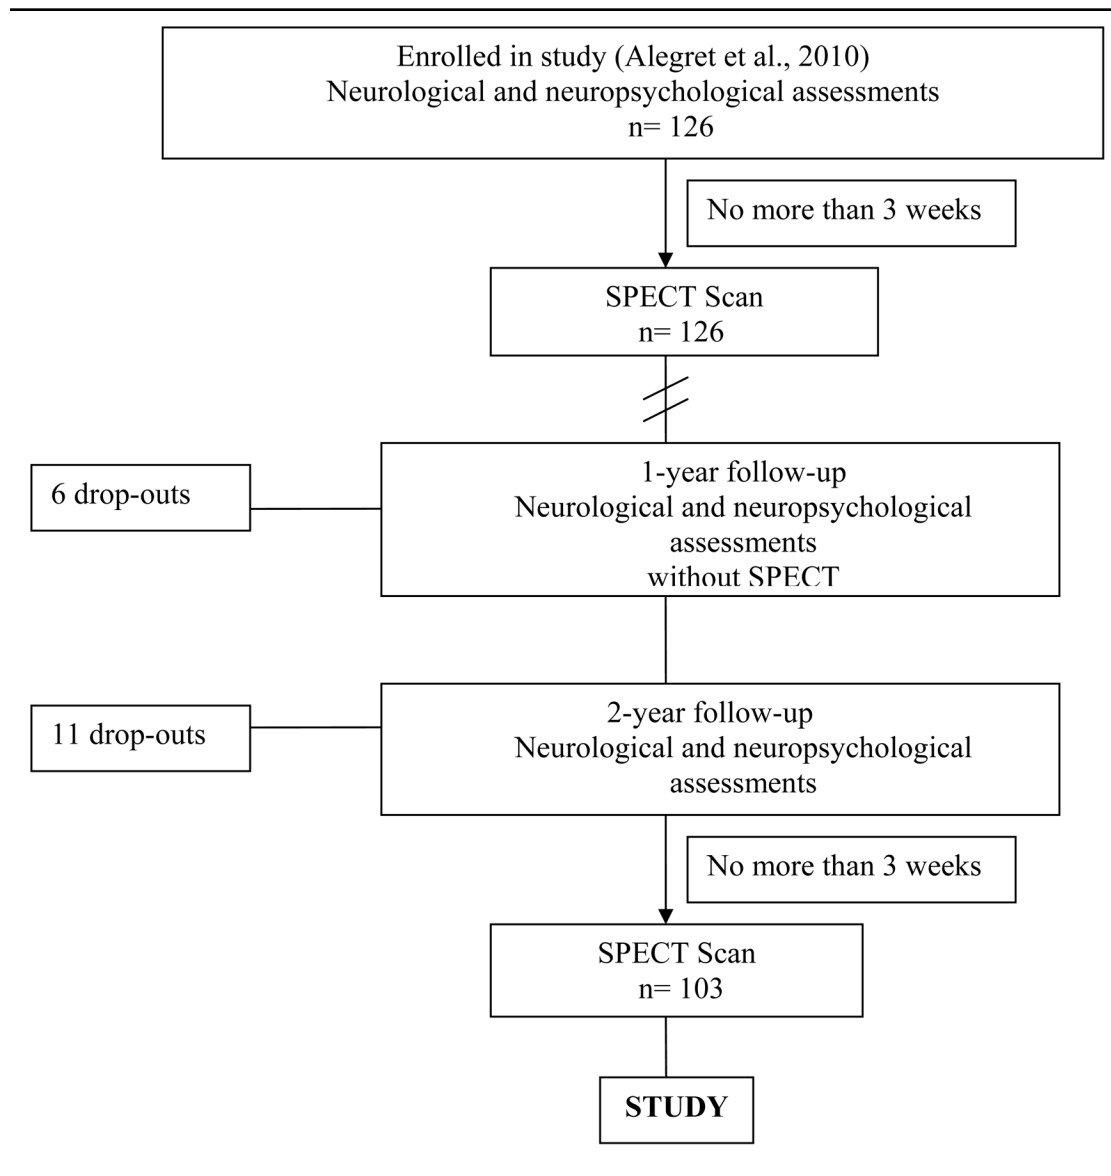 Enrolled in study (Alegret et al., 2010)
Neurological and neuropsychological assessments
n= 126
No more than 3 weeks
SPECT Scan
n= 126
6 drop-outs
1-year follow-up
Neurological and neuropsychological
assessments
without SPECT
11 drop-outs
2-year follow-up
Neurological and neuropsychological
assessments
No more than 3 weeks
SPECT Scan
n= 103
STUDY